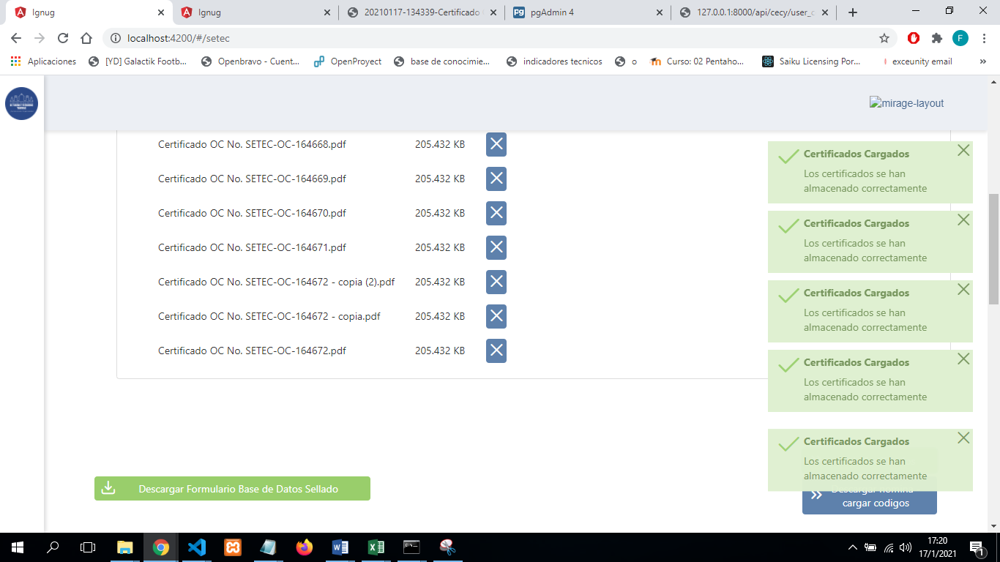 Ignug
Ignug
20210117-134339-Certificado
pgAdmin 4
127.0.0.1:8000/api/cecy/user_c
localhost:4200/#/setec
F
Aplicaciones
[YD] Galactik Footb...
Openbravo - Cuent...
OpenProyect
base de conocimie...
indicadores tecnicos
o
Curso: 02 Pentaho...
Saiku Licensing Por...
exceunity email
mirage-layout
Certificado OC No. SETEC-OC-164668.pdf 205.432 KB
Certificado OC No. SETEC-OC-164669.pdf 205.432 KB
Certificado OC No. SETEC-OC-164670.pdf 205.432 KB
Certificado OC No. SETEC-OC-164671.pdf 205.432 KB
Certificado OC No. SETEC-OC-164672 - copia (2).pdf 205.432 KB
Certificado OC No. SETEC-OC-164672 - copia.pdf 205.432 KB
Certificado OC No. SETEC-OC-164672.pdf 205.432 KB
Certificados Cargados
Los certificados se han
almacenado correctamente
Certificados Cargados
Los certificados se han
almacenado correctamente
Certificados Cargados
Los certificados se han
almacenado correctamente
Certificados Cargados
Los certificados se han
almacenado correctamente
Certificados Cargados
Los certificados se han
almacenado correctamente
Descargar Formulario Base de Datos Sellado
Descargar nomina
cargar codigos
17:20
17/1/2021
1